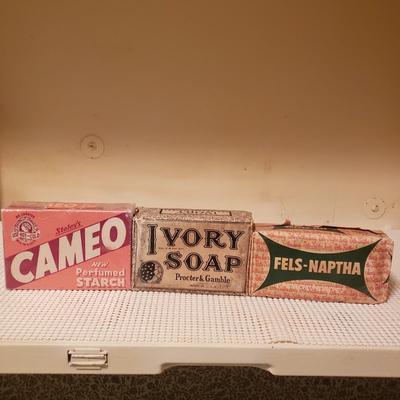 Staley's
CAMEO
NEW
Perfumed
STARCH
IVORY
SOAP
Procter & Gamble
FELS-NAPTHA